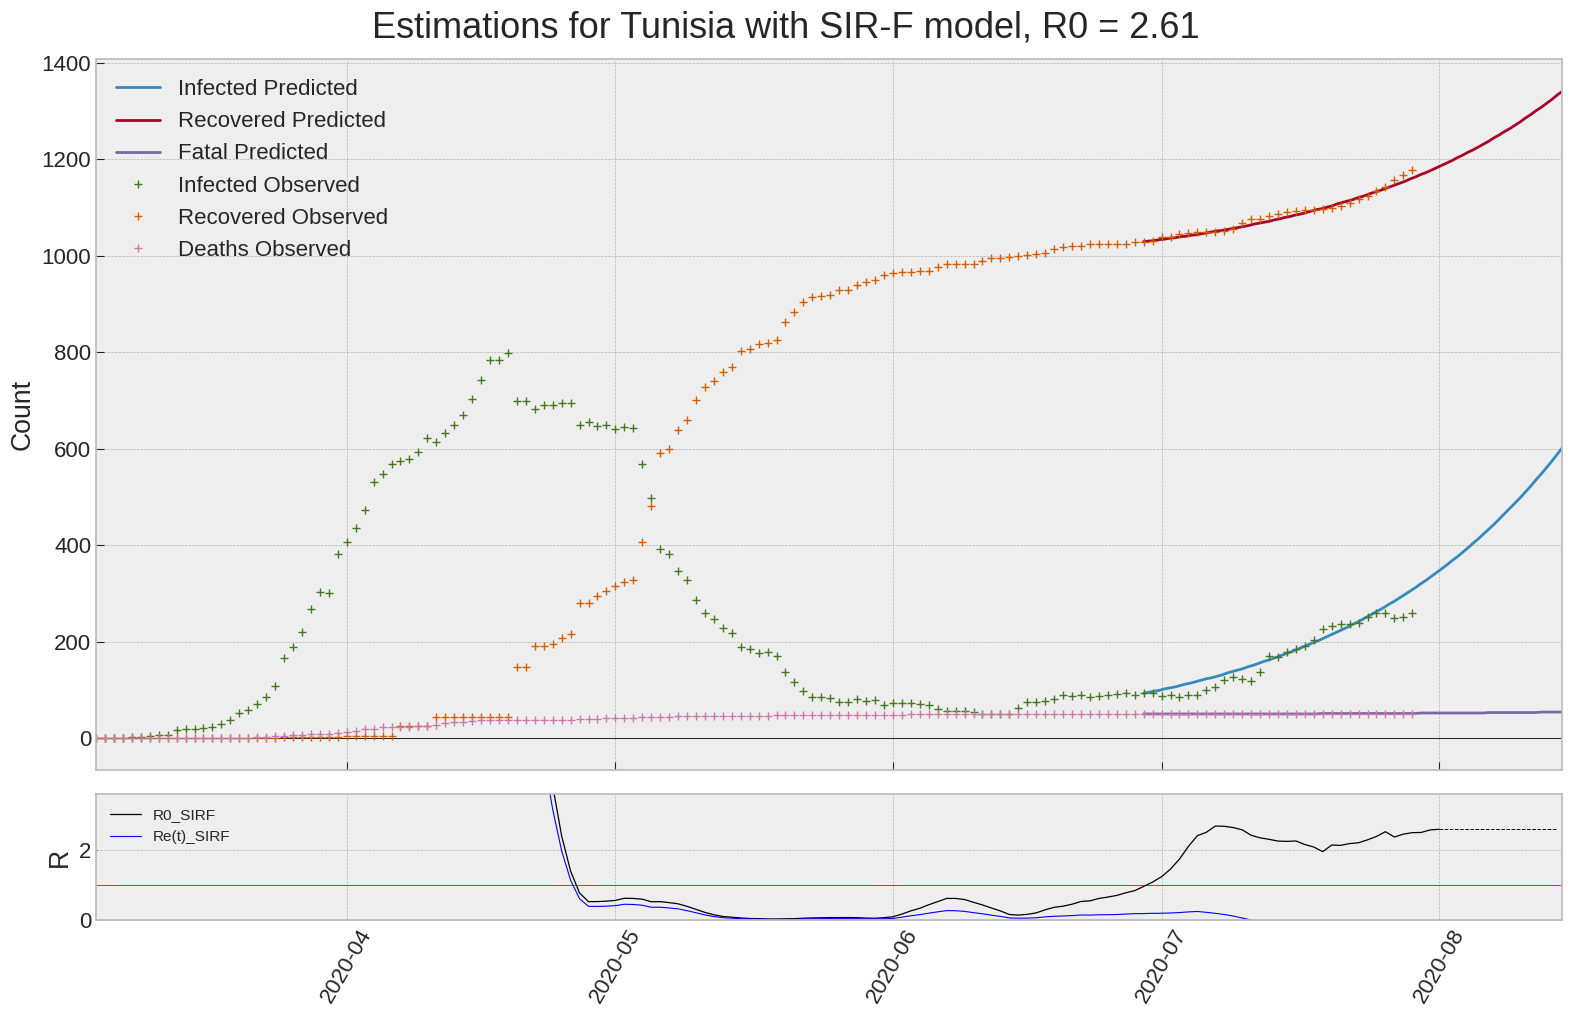 Estimations for Tunisia with SIR-F model, R0 = 2.61
1400
1200
1000
800
600
400
200
0
Count
Infected Predicted
Recovered Predicted
Fatal Predicted
Infected Observed
Recovered Observed
Deaths Observed
R0_SIRF
Re(t)_SIRF
2
0
R
2020-04
2020-05
2020-06
2020-07
2020-08